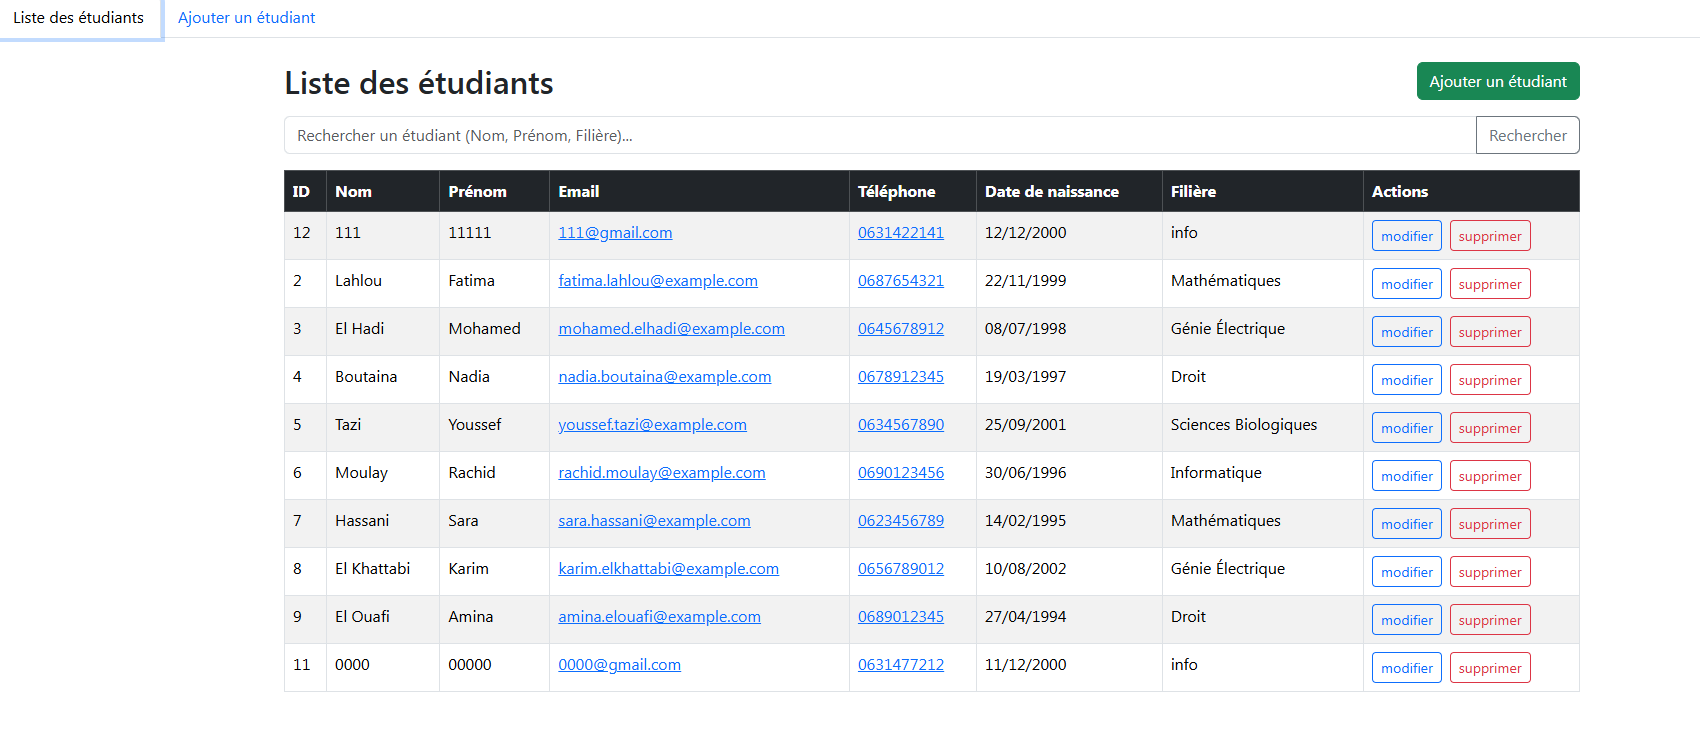 Liste des étudiants Ajouter un étudiant
Liste des étudiants Ajouter un étudiant
Rechercher un étudiant (Nom, Prénom, Filière)... Rechercher
ID Nom Prénom Email Téléphone Date de naissance Filière Actions
12 111 11111 111@gmail.com 0631422141 12/12/2000 info modifier supprimer
2 Lahlou Fatima fatima.lahlou@example.com 0687654321 22/11/1999 Mathématiques modifier supprimer
3 El Hadi Mohamed mohamed.elhadi@example.com 0645678912 08/07/1998 Génie Électrique modifier supprimer
4 Boutaina Nadia nadia.boutaina@example.com 0678912345 19/03/1997 Droit modifier supprimer
5 Tazi Youssef youssef.tazi@example.com 0634567890 25/09/2001 Sciences Biologiques modifier supprimer
6 Moulay Rachid rachid.moulay@example.com 0690123456 30/06/1996 Informatique modifier supprimer
7 Hassani Sara sara.hassani@example.com 0623456789 14/02/1995 Mathématiques modifier supprimer
8 El Khattabi Karim karim.elkhattabi@example.com 0656789012 10/08/2002 Génie Électrique modifier supprimer
9 El Ouafi Amina amina.elouafi@example.com 0689012345 27/04/1994 Droit modifier supprimer
11 0000 00000 0000@gmail.com 0631477212 11/12/2000 info modifier supprimer